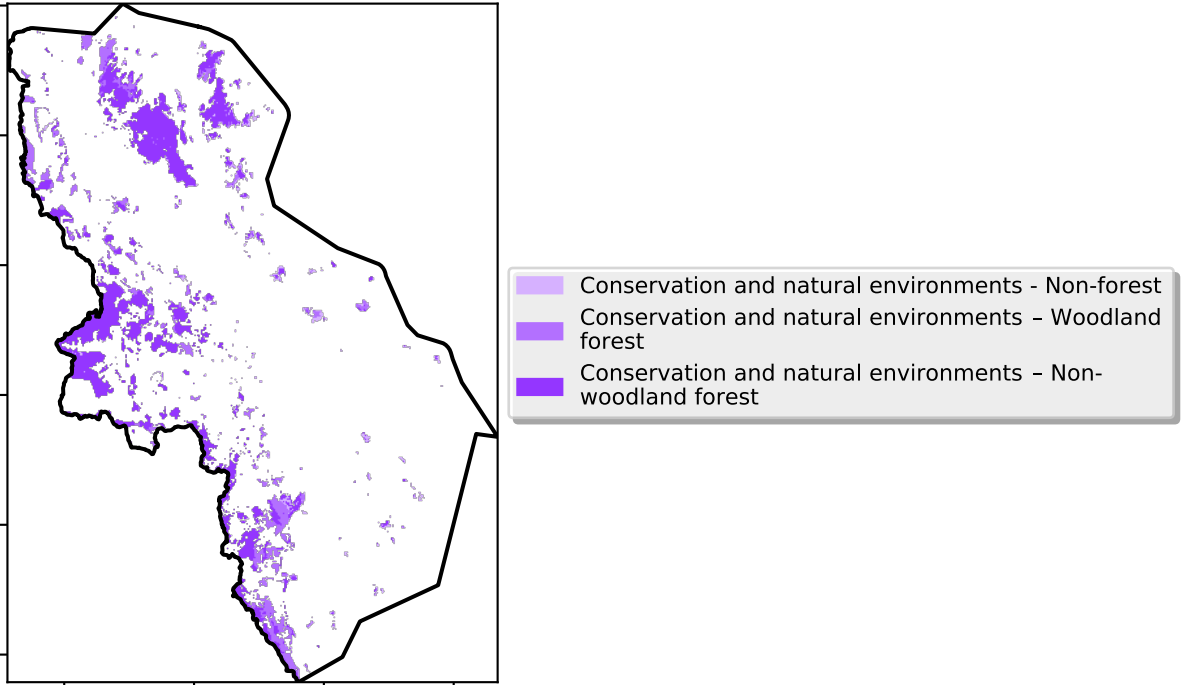 Conservation and natural environments - Non-forest
Conservation and natural environments – Woodland
forest
Conservation and natural environments – Non-
woodland forest